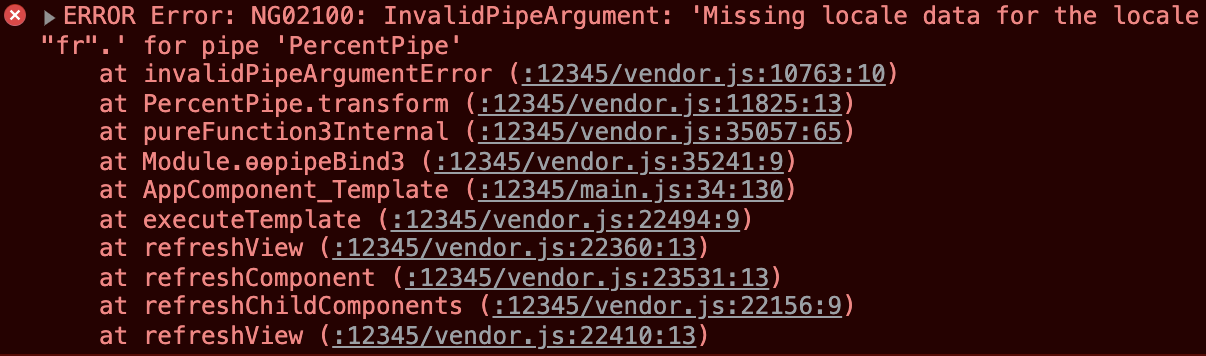 ERROR Error: NG02100: InvalidPipeArgument: 'Missing locale data for the locale
"fr".' for pipe 'PercentPipe'
at invalidPipeArgumentError (:12345/vendor.js:10763:10)
at PercentPipe.transform (:12345/vendor.js:11825:13)
at pureFunction3Internal (:12345/vendor.js:35057:65)
at Module.ɵɵpipeBind3 (:12345/vendor.js:35241:9)
at AppComponent_Template (:12345/main.js:34:130)
at executeTemplate (:12345/vendor.js:22494:9)
at refreshView (:12345/vendor.js:22360:13)
at refreshComponent (:12345/vendor.js:23531:13)
at refreshChildComponents (:12345/vendor.js:22156:9)
at refreshView (:12345/vendor.js:22410:13)